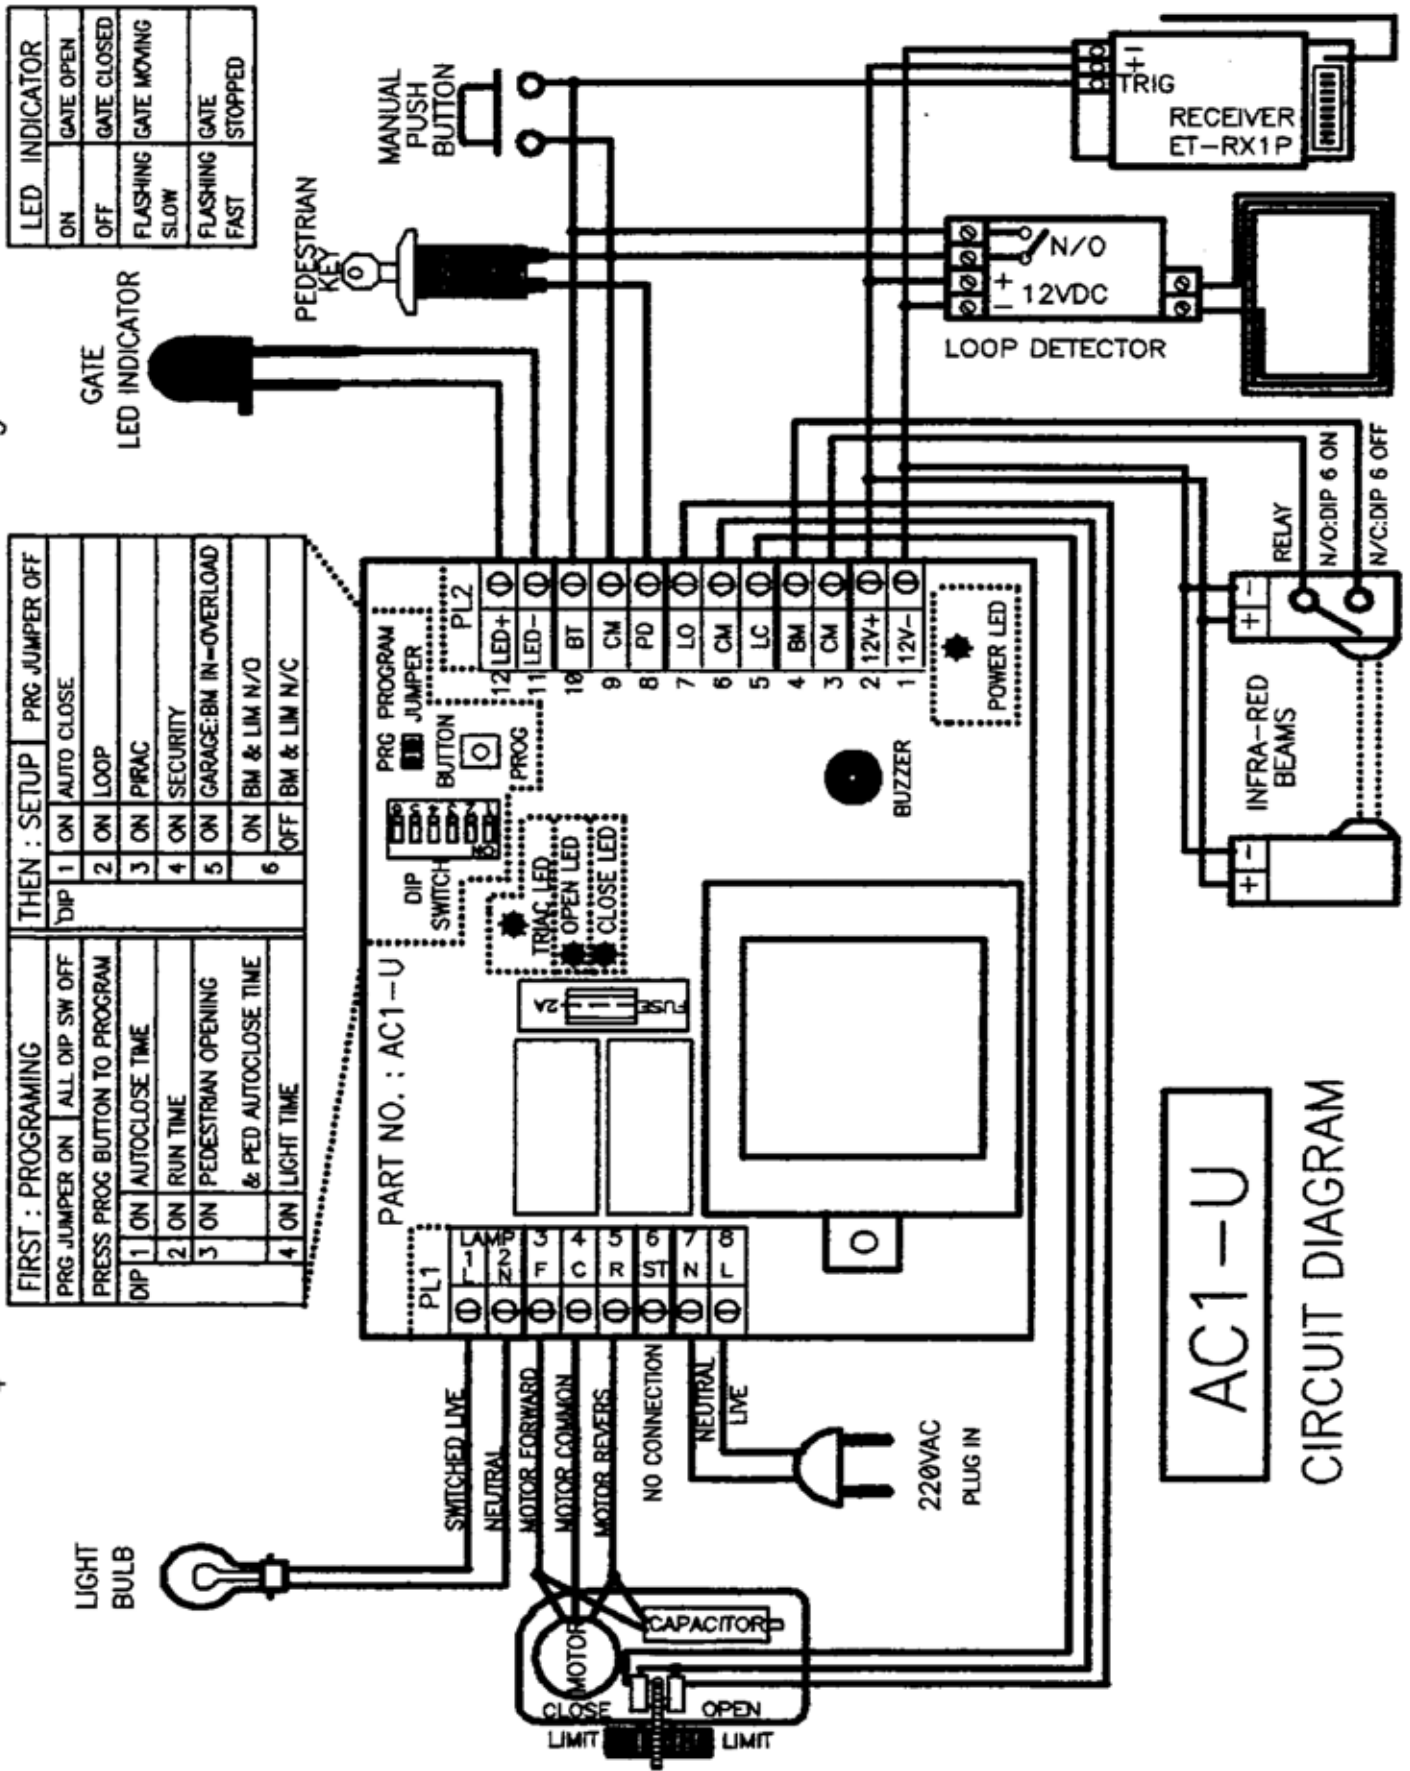 FIRST : PROGRAMING
PRG JUMPER ON ALL DIP SW OFF
PRESS PROG BUTTON TO PROGRAM
DIP 1 ON AUTOCLOSE TIME
2 ON RUN TIME
3 ON PEDESTRIAN OPENING
& PED AUTOCLOSE TIME
4 ON LIGHT TIME
THEN : SETUP PRG JUMPER OFF
DIP 1 ON AUTO CLOSE
2 ON LOOP
3 ON PIRAC
4 ON SECURITY
5 ON GARAGE:BM IN=OVERLOAD
6 ON BM & LIM N/O
OFF BM & LIM N/C
LED INDICATOR
ON GATE OPEN
OFF GATE CLOSED
FLASHING SLOW GATE MOVING
FLASHING FAST GATE STOPPED
LIGHT
BULB
GATE
LED INDICATOR
PEDESTRIAN
KEY
MANUAL
PUSH
BUTTON
PART NO. : AC1-U
PL1
LAMP
1 L
2 N
3 F
4 C
5 R
6 ST
7 N
8 L
SWITCHED LIVE
NEUTRAL
MOTOR FORWARD
MOTOR COMMON
MOTOR REVERS
NO CONNECTION
NEUTRAL
LIVE
220VAC
PLUG IN
MOTOR
CAPACITOR
CLOSE
LIMIT
OPEN
LIMIT
DIP
SWITCH
ON
1 2 3 4 5 6
PRG PROGRAM
JUMPER
BUTTON
PROG
TRIAC LED
OPEN LED
CLOSE LED
2A
FUSE
BUZZER
POWER LED
PL2
12 LED+
11 LED-
10 BT
9 CM
8 PD
7 LO
6 CM
5 LC
4 BM
3 CM
2 12V+
1 12V-
N/O
+
- 12VDC
LOOP DETECTOR
-
+
TRIG
RECEIVER
ET-RX1P
+ -
+ -
INFRA-RED
BEAMS
RELAY
N/O:DIP 6 ON
N/C:DIP 6 OFF
AC1-U
CIRCUIT DIAGRAM